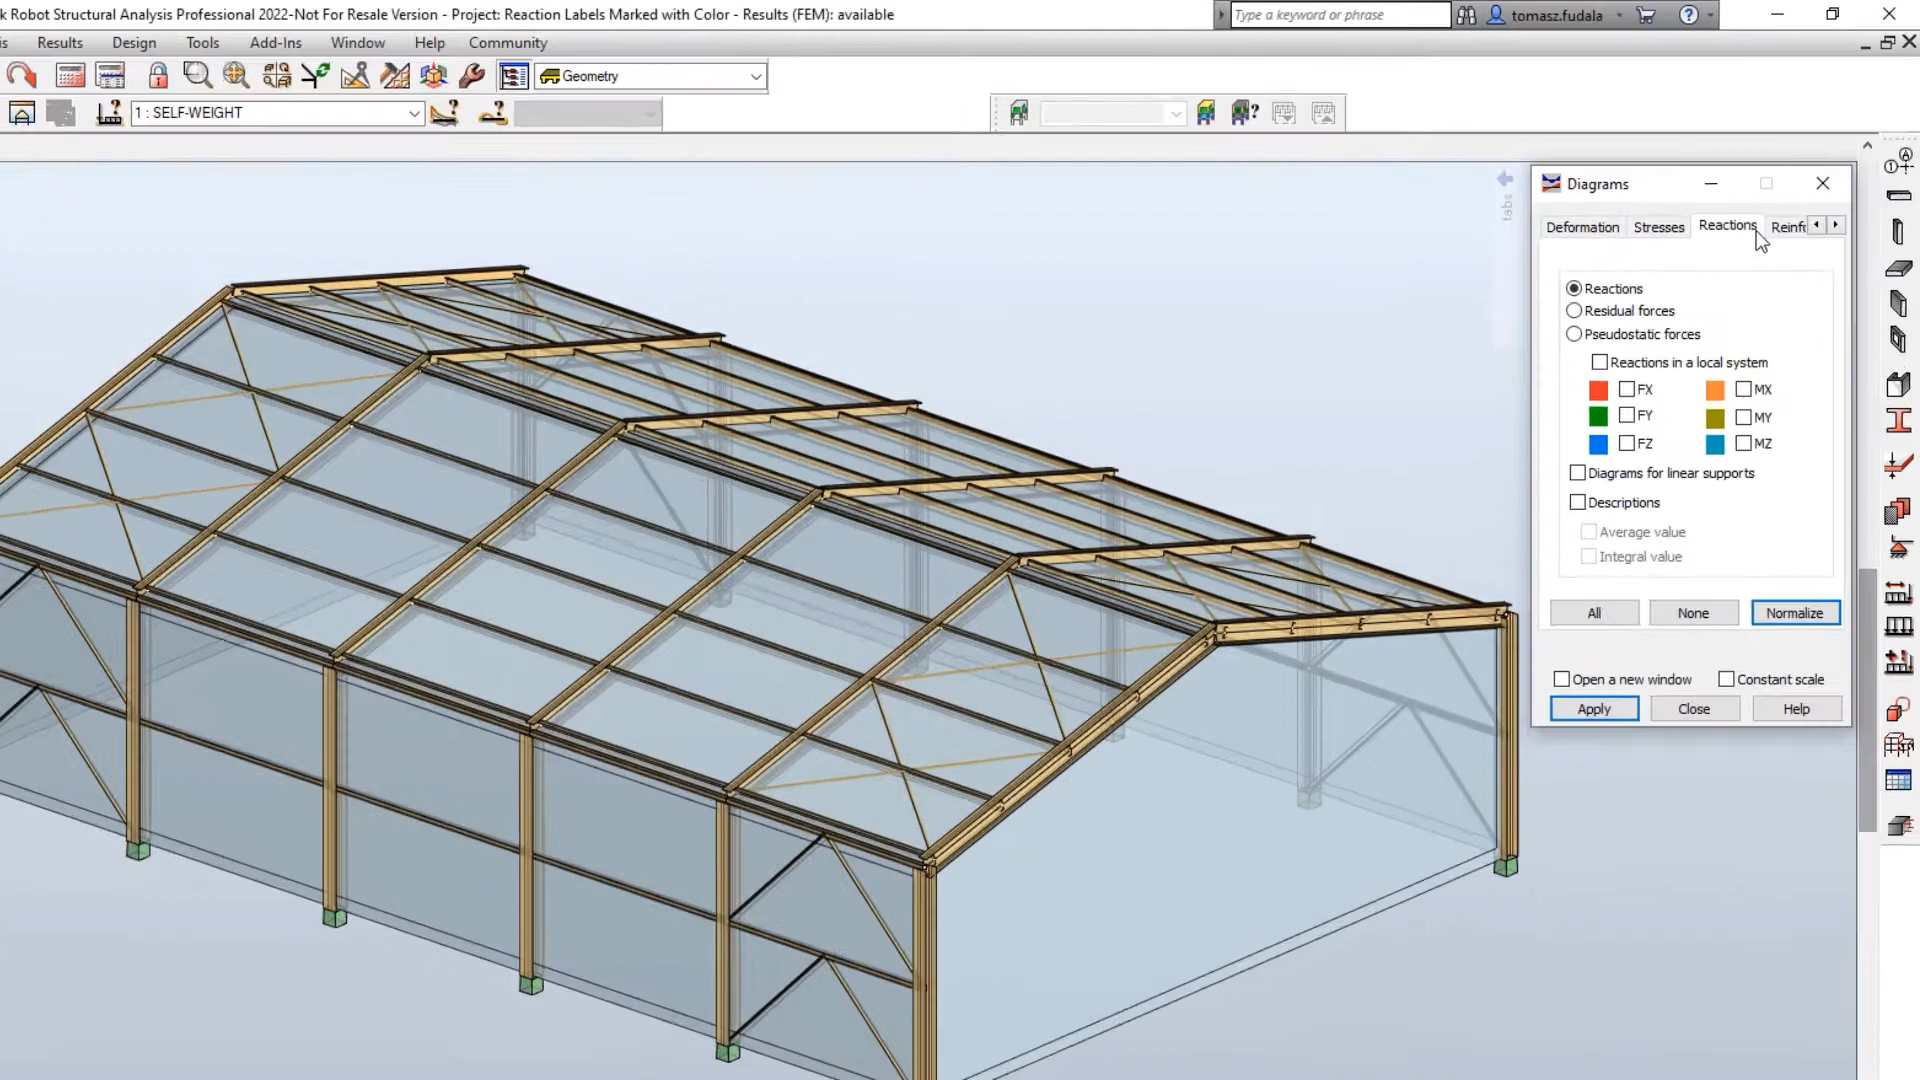 k Robot Structural Analysis Professional 2022-Not For Resale Version - Project: Reaction Labels Marked with Color - Results (FEM): available
Type a keyword or phrase
tomasz.fudala
is Results Design Tools Add-Ins Window Help Community
Geometry
1 : SELF-WEIGHT
tabs
Diagrams
Deformation Stresses Reactions Reinf
Reactions
Residual forces
Pseudostatic forces
Reactions in a local system
FX MX
FY MY
FZ MZ
Diagrams for linear supports
Descriptions
Average value
Integral value
All None Normalize
Open a new window Constant scale
Apply Close Help